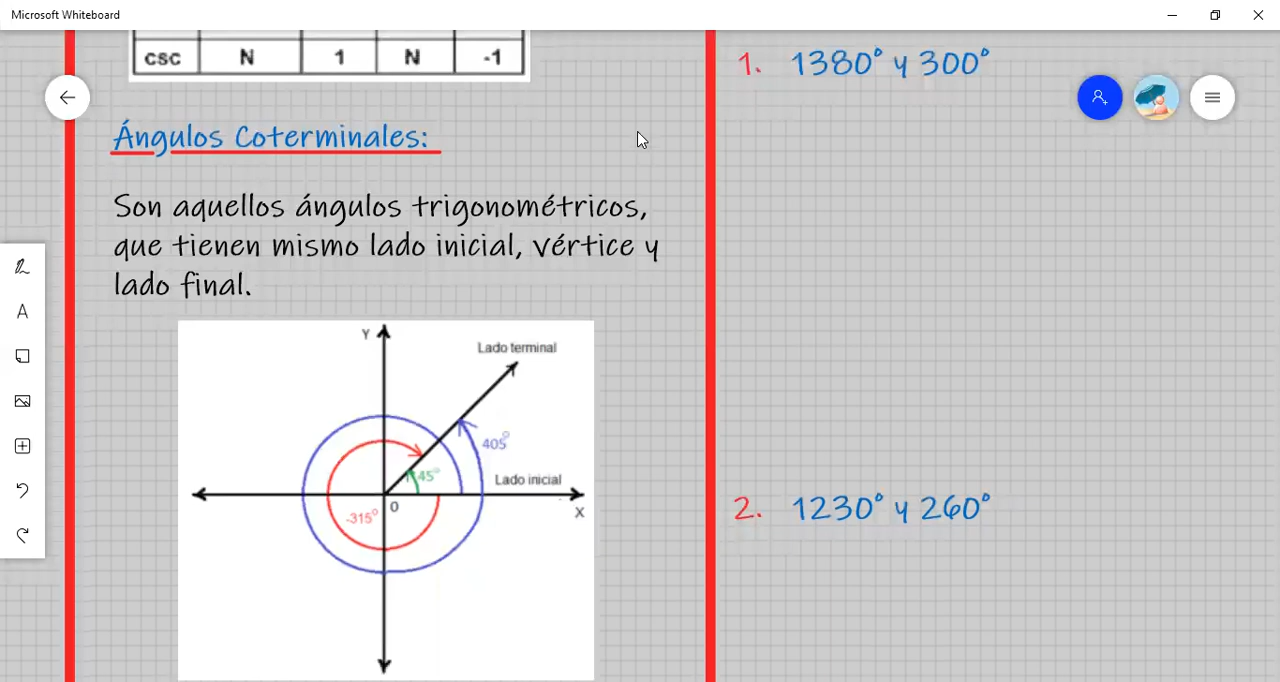 Microsoft Whiteboard
csc N 1 N -1
Ángulos Coterminales:
Son aquellos ángulos trigonométricos,
que tienen mismo lado inicial, vértice y
lado final.
Y
Lado terminal
405°
45°
Lado inicial
-315°
0
X
1. 1380° y 300°
2. 1230° y 260°